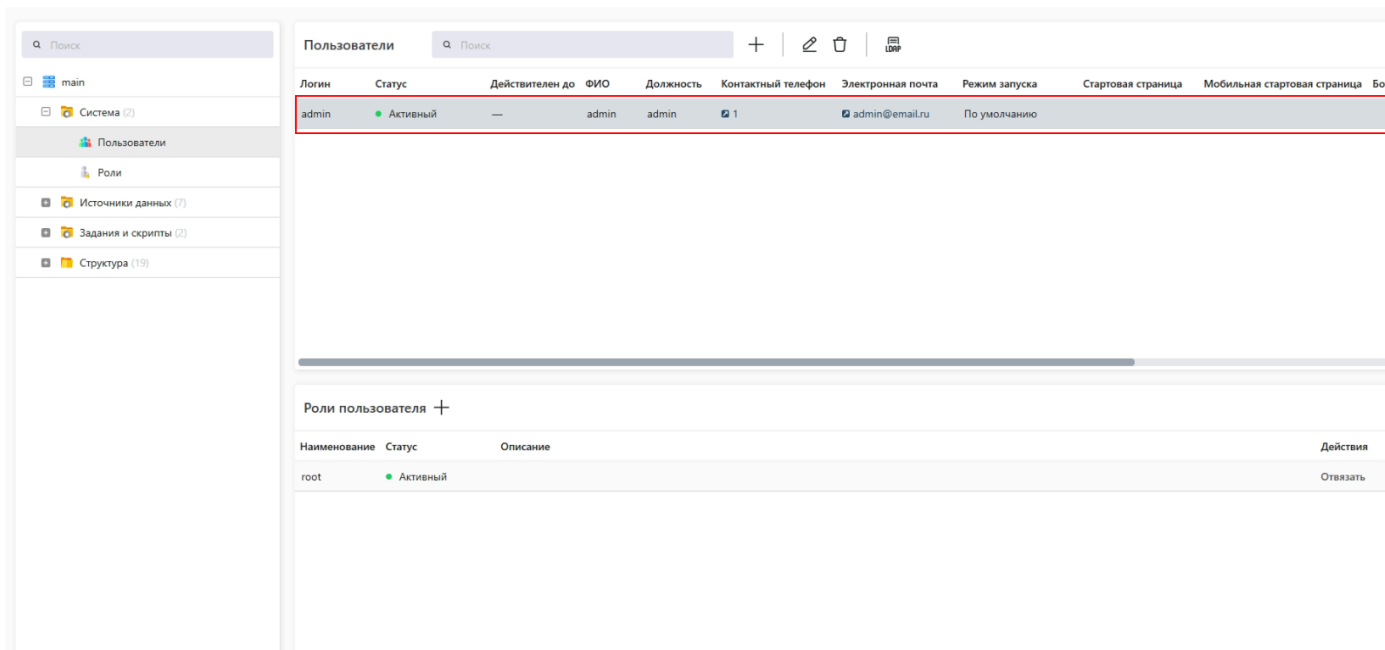 Поиск
main
Система (2)
Пользователи
Роли
Источники данных (7)
Задания и скрипты (2)
Структура (19)
Пользователи Поиск LDAP
Логин Статус Действителен до ФИО Должность Контактный телефон Электронная почта Режим запуска Стартовая страница Мобильная стартовая страница Бо
admin Активный — admin admin 1 admin@email.ru По умолчанию
Роли пользователя
Наименование Статус Описание Действия
root Активный Отвязать